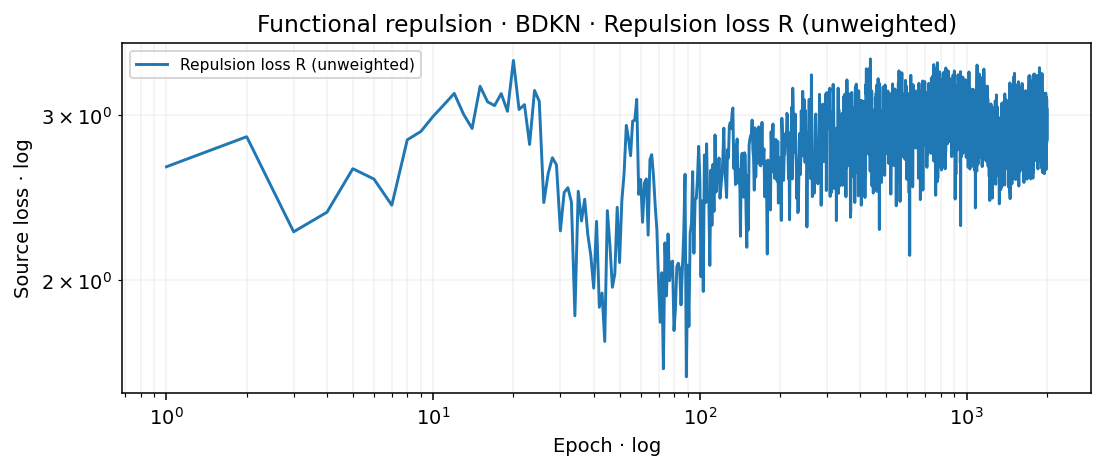 Functional repulsion · BDKN · Repulsion loss R (unweighted)
Repulsion loss R (unweighted)
Source loss · log
3 × 10⁰
2 × 10⁰
10⁰ 10¹ 10² 10³
Epoch · log